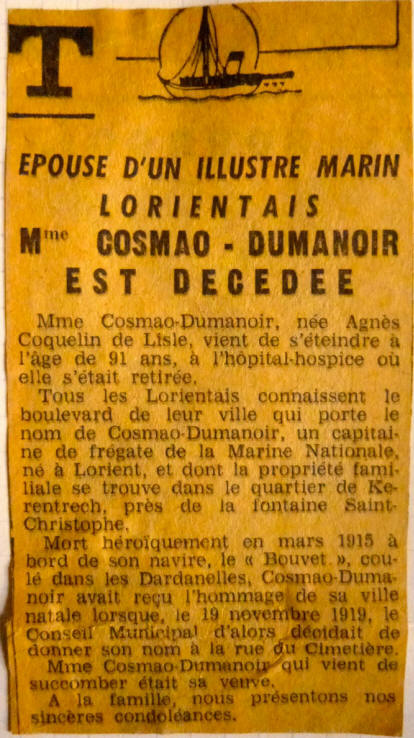 T
EPOUSE D'UN ILLUSTRE MARIN
LORIENTAIS
Mme COSMAO - DUMANOIR
EST DECEDEE
Mme Cosmao-Dumanoir, née Agnès
Coquelin de Lisle, vient de s'éteindre à
l'âge de 91 ans, à l'hôpital-hospice où
elle s'était retirée.
Tous les Lorientais connaissent le
boulevard de leur ville qui porte le
nom de Cosmao-Dumanoir, un capitai-
ne de frégate de la Marine Nationale,
né à Lorient, et dont la propriété fami-
liale se trouve dans le quartier de Ke-
rentrech, près de la fontaine Saint-
Christophe.
Mort héroïquement en mars 1915 à
bord de son navire, le « Bouvet », cou-
lé dans les Dardanelles, Cosmao-Duma-
noir avait reçu l'hommage de sa ville
natale lorsque, le 19 novembre 1919, le
Conseil Municipal d'alors décidait de
donner son nom à la rue du Cimetière.
Mme Cosmao-Dumanoir qui vient de
succomber était sa veuve.
A la famille, nous présentons nos
sincères condoléances.